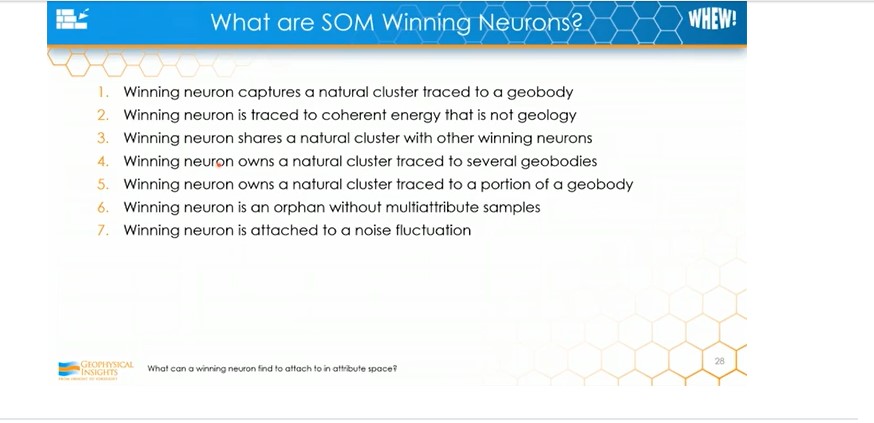 What are SOM Winning Neurons?
WHEW!
1. Winning neuron captures a natural cluster traced to a geobody
2. Winning neuron is traced to coherent energy that is not geology
3. Winning neuron shares a natural cluster with other winning neurons
4. Winning neuron owns a natural cluster traced to several geobodies
5. Winning neuron owns a natural cluster traced to a portion of a geobody
6. Winning neuron is an orphan without multiattribute samples
7. Winning neuron is attached to a noise fluctuation
GEOPHYSICAL
INSIGHTS
What can a winning neuron find to attach to in attribute space?
28